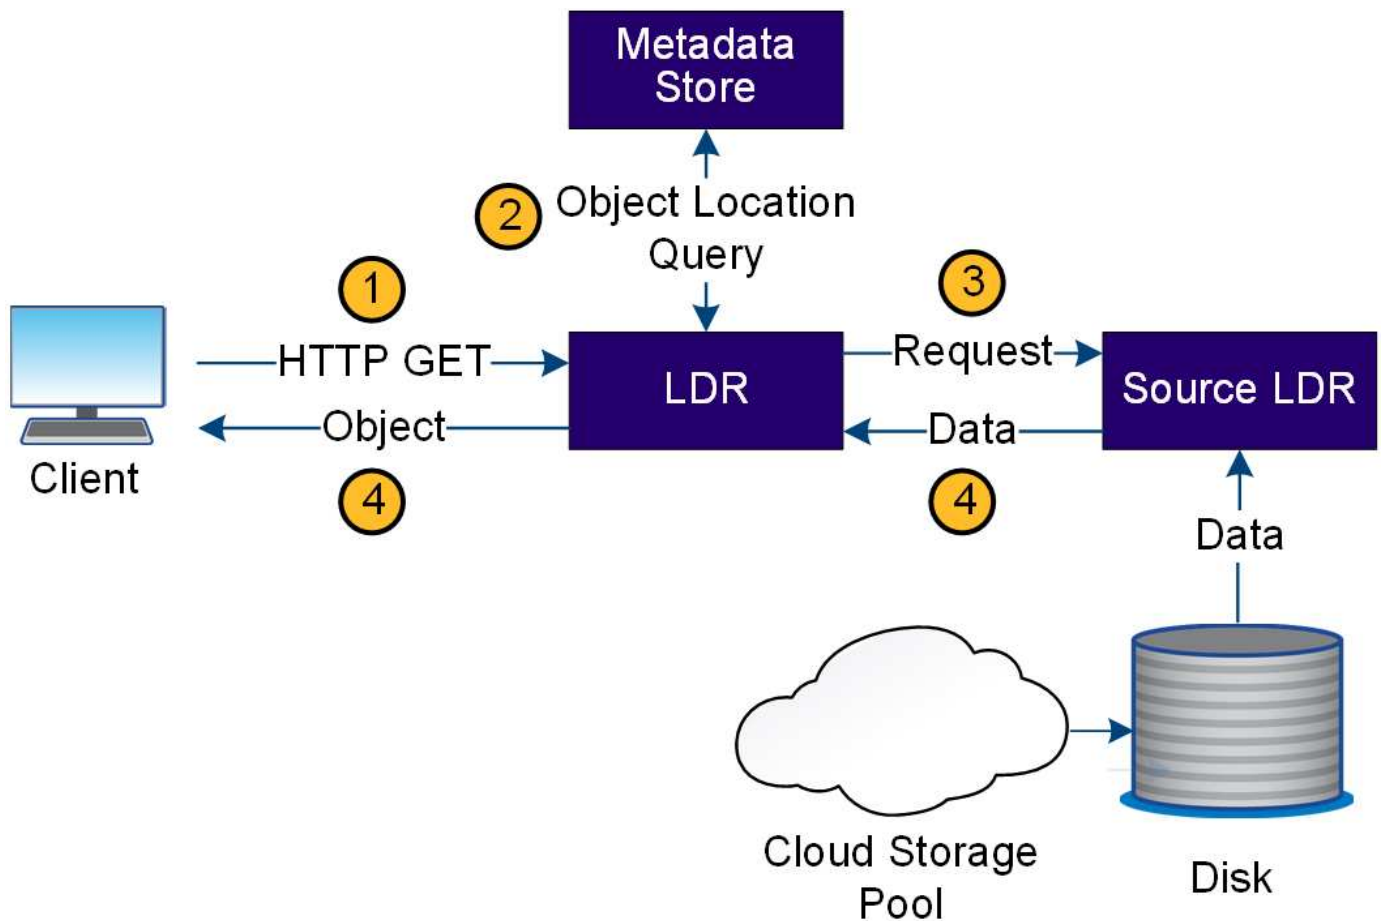 Metadata
Store
2
Object Location
Query
1
3
HTTP GET
LDR
Request
Source LDR
Object
Data
Client
4
4
Data
Cloud Storage
Pool
Disk